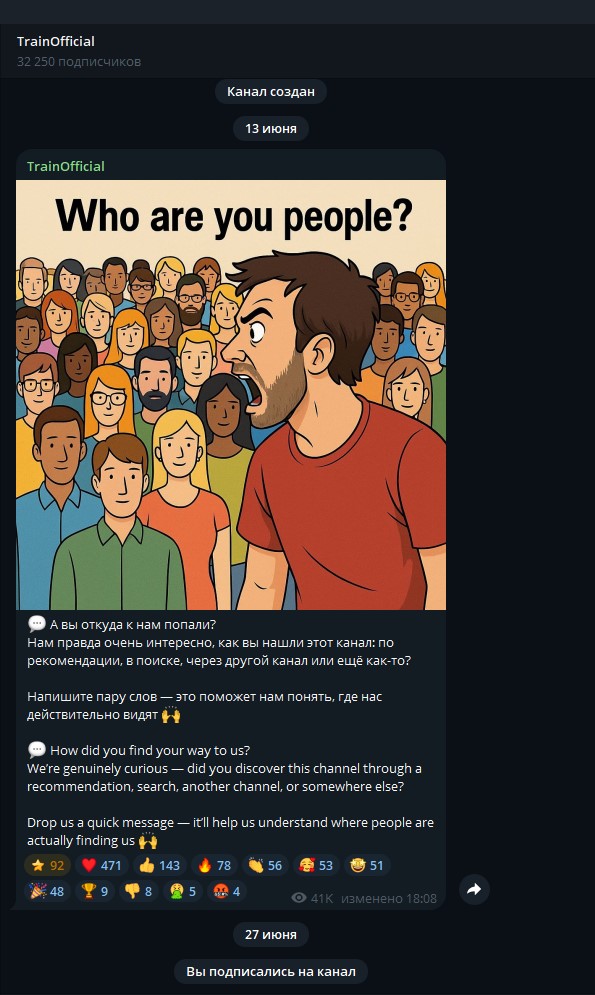 TrainOfficial
32 250 подписчиков
Канал создан
13 июня
TrainOfficial
Who are you people?
💬 А вы откуда к нам попали?
Нам правда очень интересно, как вы нашли этот канал: по
рекомендации, в поиске, через другой канал или ещё как-то?
Напишите пару слов — это поможет нам понять, где нас
действительно видят 🙌
💬 How did you find your way to us?
We're genuinely curious — did you discover this channel through a
recommendation, search, another channel, or somewhere else?
Drop us a quick message — it'll help us understand where people are
actually finding us 🙌
⭐ 92 ❤️ 471 👍 143 🔥 78 👏 56 🥰 53 🤩 51
🎉 48 🏆 9 👎 8 🤮 5 🤬 4 41K изменено 18:08
27 июня
Вы подписались на канал